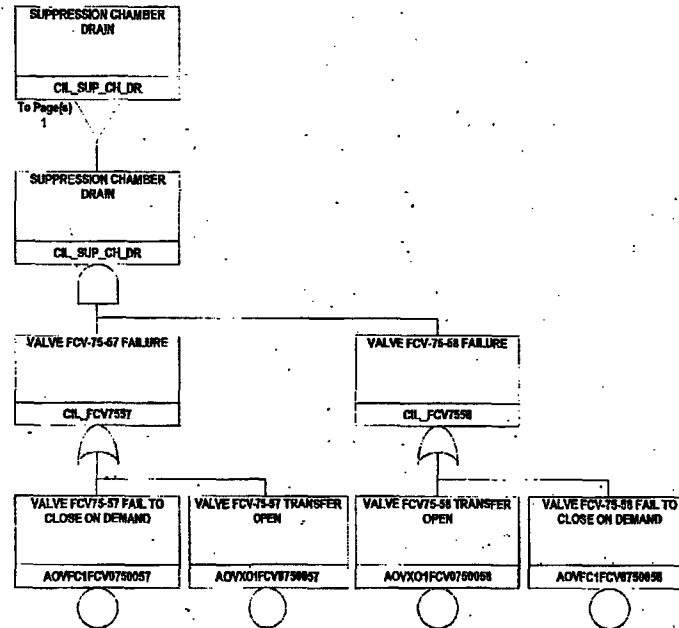 SUPPRESSION CHAMBER
DRAIN
CIL_SUP_CH_DR
To Page(s)
1
SUPPRESSION CHAMBER
DRAIN
CIL_SUP_CH_DR
VALVE FCV-75-57 FAILURE
CIL_FCV7557
VALVE FCV-75-58 FAILURE
CIL_FCV7558
VALVE FCV75-57 FAIL TO
CLOSE ON DEMAND
AOVFC1FCV0750057
VALVE FCV-75-57 TRANSFER
OPEN
AOVXO1FCV0750057
VALVE FCV75-58 TRANSFER
OPEN
AOVXO1FCV0750058
VALVE FCV-75-58 FAIL TO
CLOSE ON DEMAND
AOVFC1FCV0750058